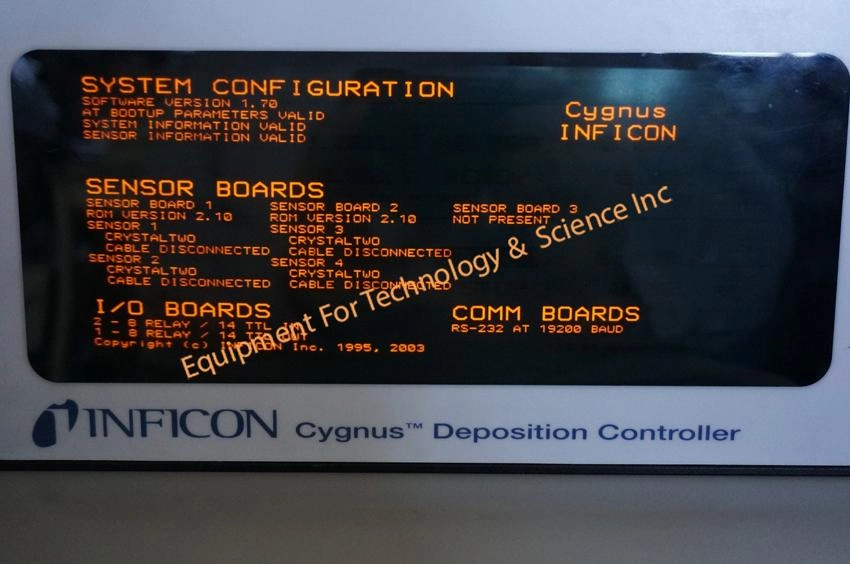 SYSTEM CONFIGURATION
SOFTWARE VERSION 1.70
AT BOOTUP PARAMETERS VALID
SYSTEM INFORMATION VALID
SENSOR INFORMATION VALID
Cygnus
INFICON
SENSOR BOARDS
SENSOR BOARD 1
ROM VERSION 2.10
SENSOR 1
CRYSTALTWO
CABLE DISCONNECTED
SENSOR 2
CRYSTALTWO
CABLE DISCONNECTED
SENSOR BOARD 2
ROM VERSION 2.10
SENSOR 3
CRYSTALTWO
CABLE DISCONNECTED
SENSOR 4
CRYSTALTWO
CABLE DISCONNECTED
SENSOR BOARD 3
NOT PRESENT
I/O BOARDS
2 - 8 RELAY / 14 TTL
1 - 8 RELAY / 14
COMM BOARDS
RS-232 AT 19200 BAUD
Copyright (c) INFICON Inc. 1995, 2003
Equipment For Technology & Science Inc
INFICON Cygnus™ Deposition Controller